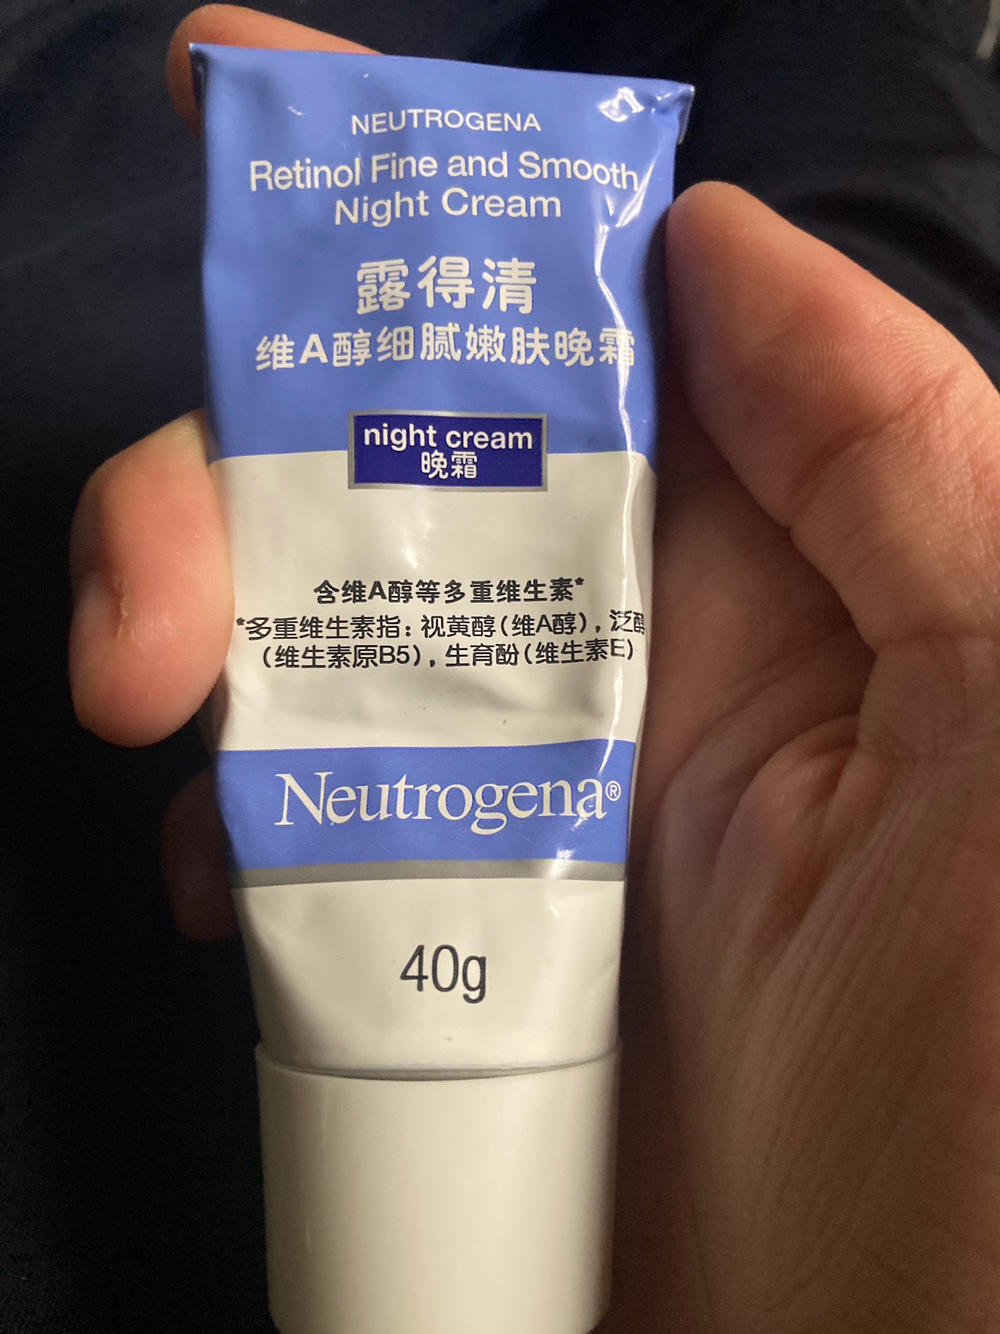 NEUTROGENA
Retinol Fine and Smooth
Night Cream
露得清
维A醇细腻嫩肤晚霜
night cream
晚霜
含维A醇等多重维生素*
*多重维生素指：视黄醇（维A醇），泛醇
（维生素原B5），生育酚（维生素E）
Neutrogena®
40g